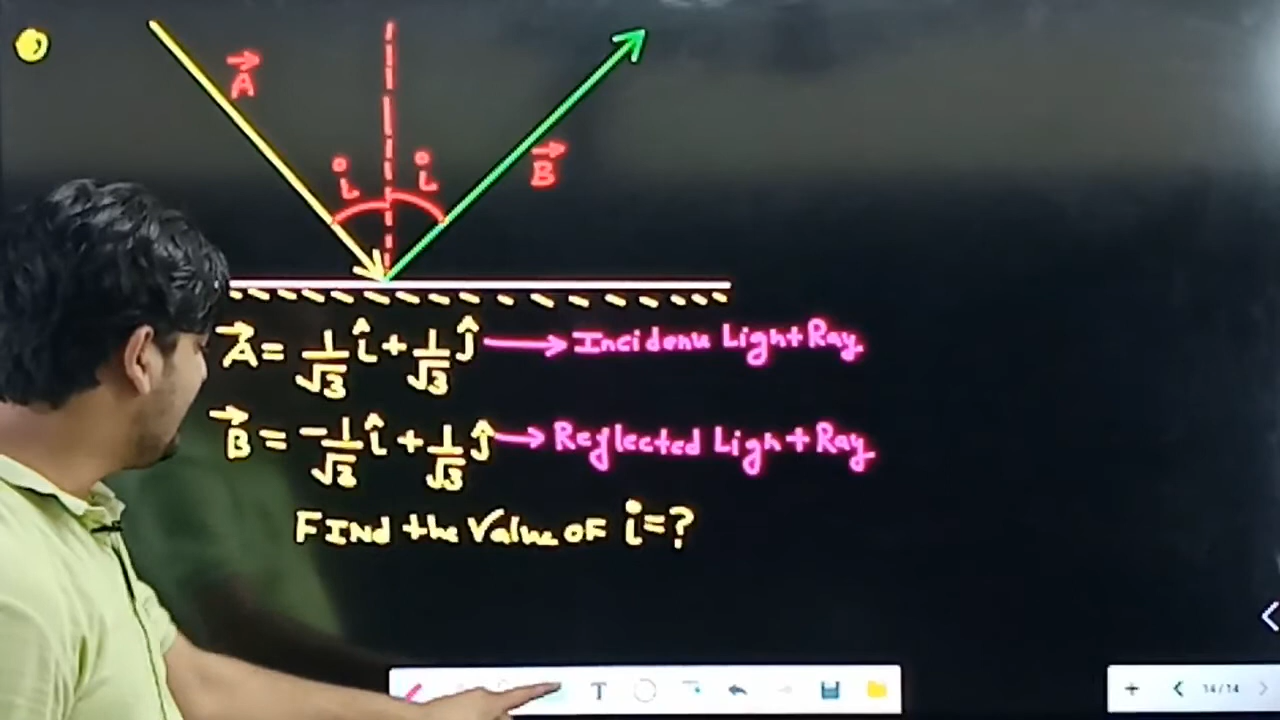 A⃗
i i
B⃗
A⃗ = 1/√3 î + 1/√3 ĵ → Incidenu Light Ray
B⃗ = -1/√2 î + 1/√3 ĵ → Reglected Light Ray
FIND the Value OF i=?
T
14/14